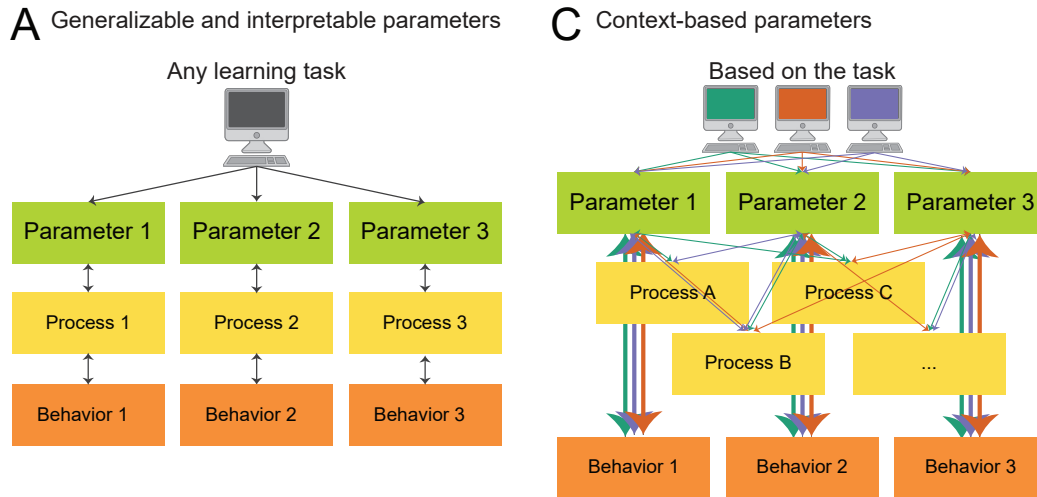 A Generalizable and interpretable parameters
Any learning task
Parameter 1
Parameter 2
Parameter 3
Process 1
Process 2
Process 3
Behavior 1
Behavior 2
Behavior 3
C Context-based parameters
Based on the task
Parameter 1
Parameter 2
Parameter 3
Process A
Process C
Process B
...
Behavior 1
Behavior 2
Behavior 3